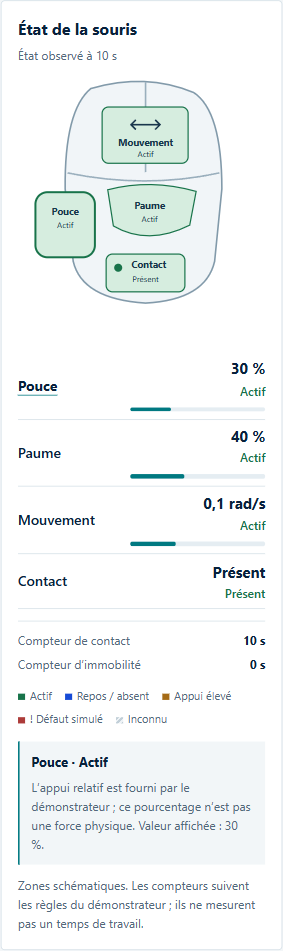 État de la souris
État observé à 10 s
Mouvement
Actif
Pouce
Actif
Paume
Actif
Contact
Présent
30 %
Pouce
Actif
40 %
Paume
Actif
0,1 rad/s
Mouvement
Actif
Présent
Contact
Présent
Compteur de contact 10 s
Compteur d’immobilité 0 s
Actif Repos / absent Appui élevé
! Défaut simulé Inconnu
Pouce · Actif
L’appui relatif est fourni par le
démonstrateur ; ce pourcentage n’est pas
une force physique. Valeur affichée : 30
%.
Zones schématiques. Les compteurs suivent
les règles du démonstrateur ; ils ne mesurent
pas un temps de travail.